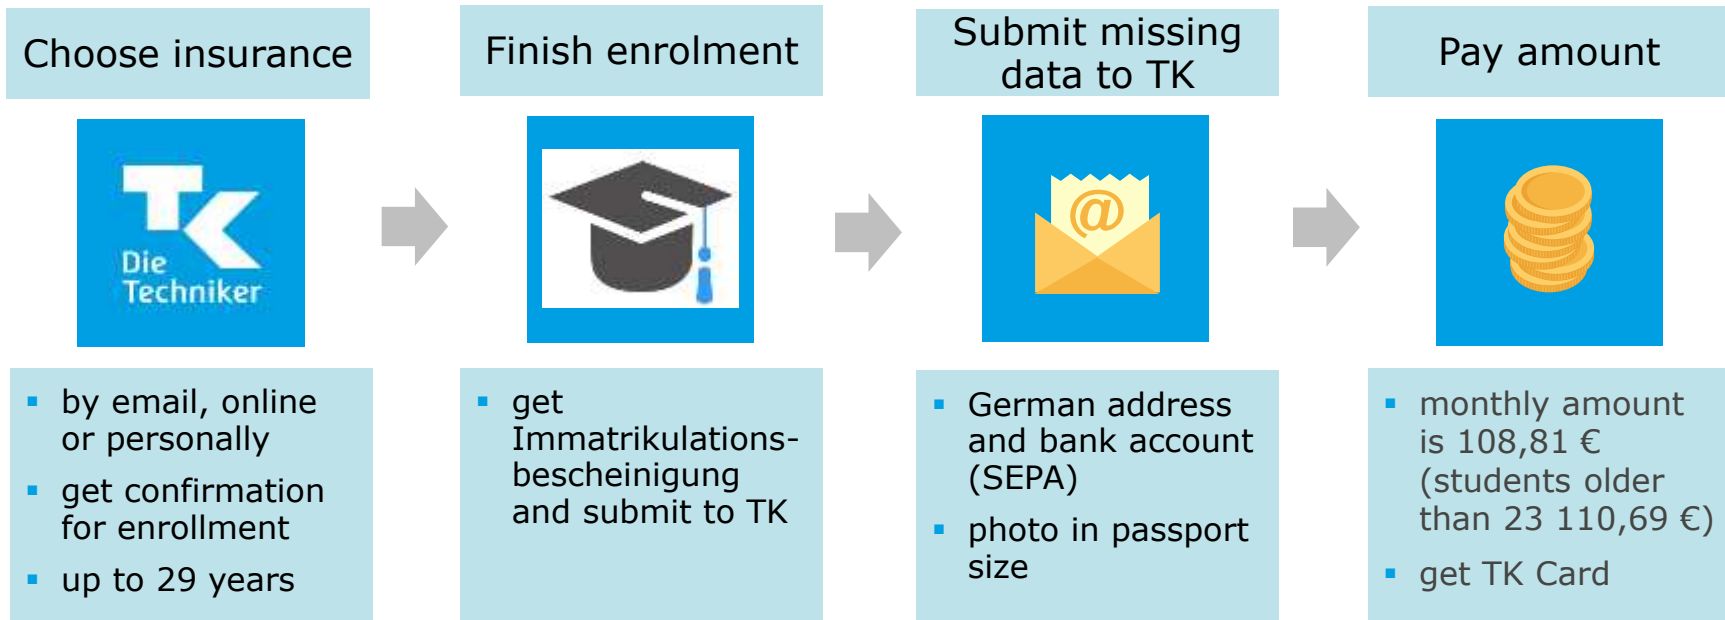 Choose insurance
Die
Techniker
by email, online
or personally
get confirmation
for enrollment
up to 29 years
Finish enrolment
get
Immatrikulations-
bescheinigung
and submit to TK
Submit missing
data to TK
@
German address
and bank account
(SEPA)
photo in passport
size
Pay amount
monthly amount
is 108,81 €
(students older
than 23 110,69 €)
get TK Card